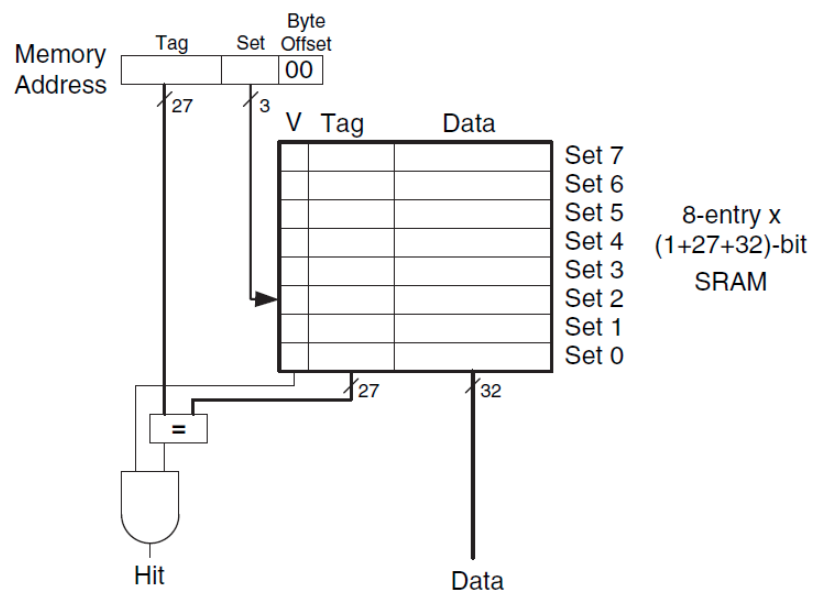 Byte
Tag Set Offset
Memory
Address
00
27
3
V Tag Data
Set 7
Set 6
Set 5
Set 4
Set 3
Set 2
Set 1
Set 0
8-entry x
(1+27+32)-bit
SRAM
27
32
=
Hit
Data